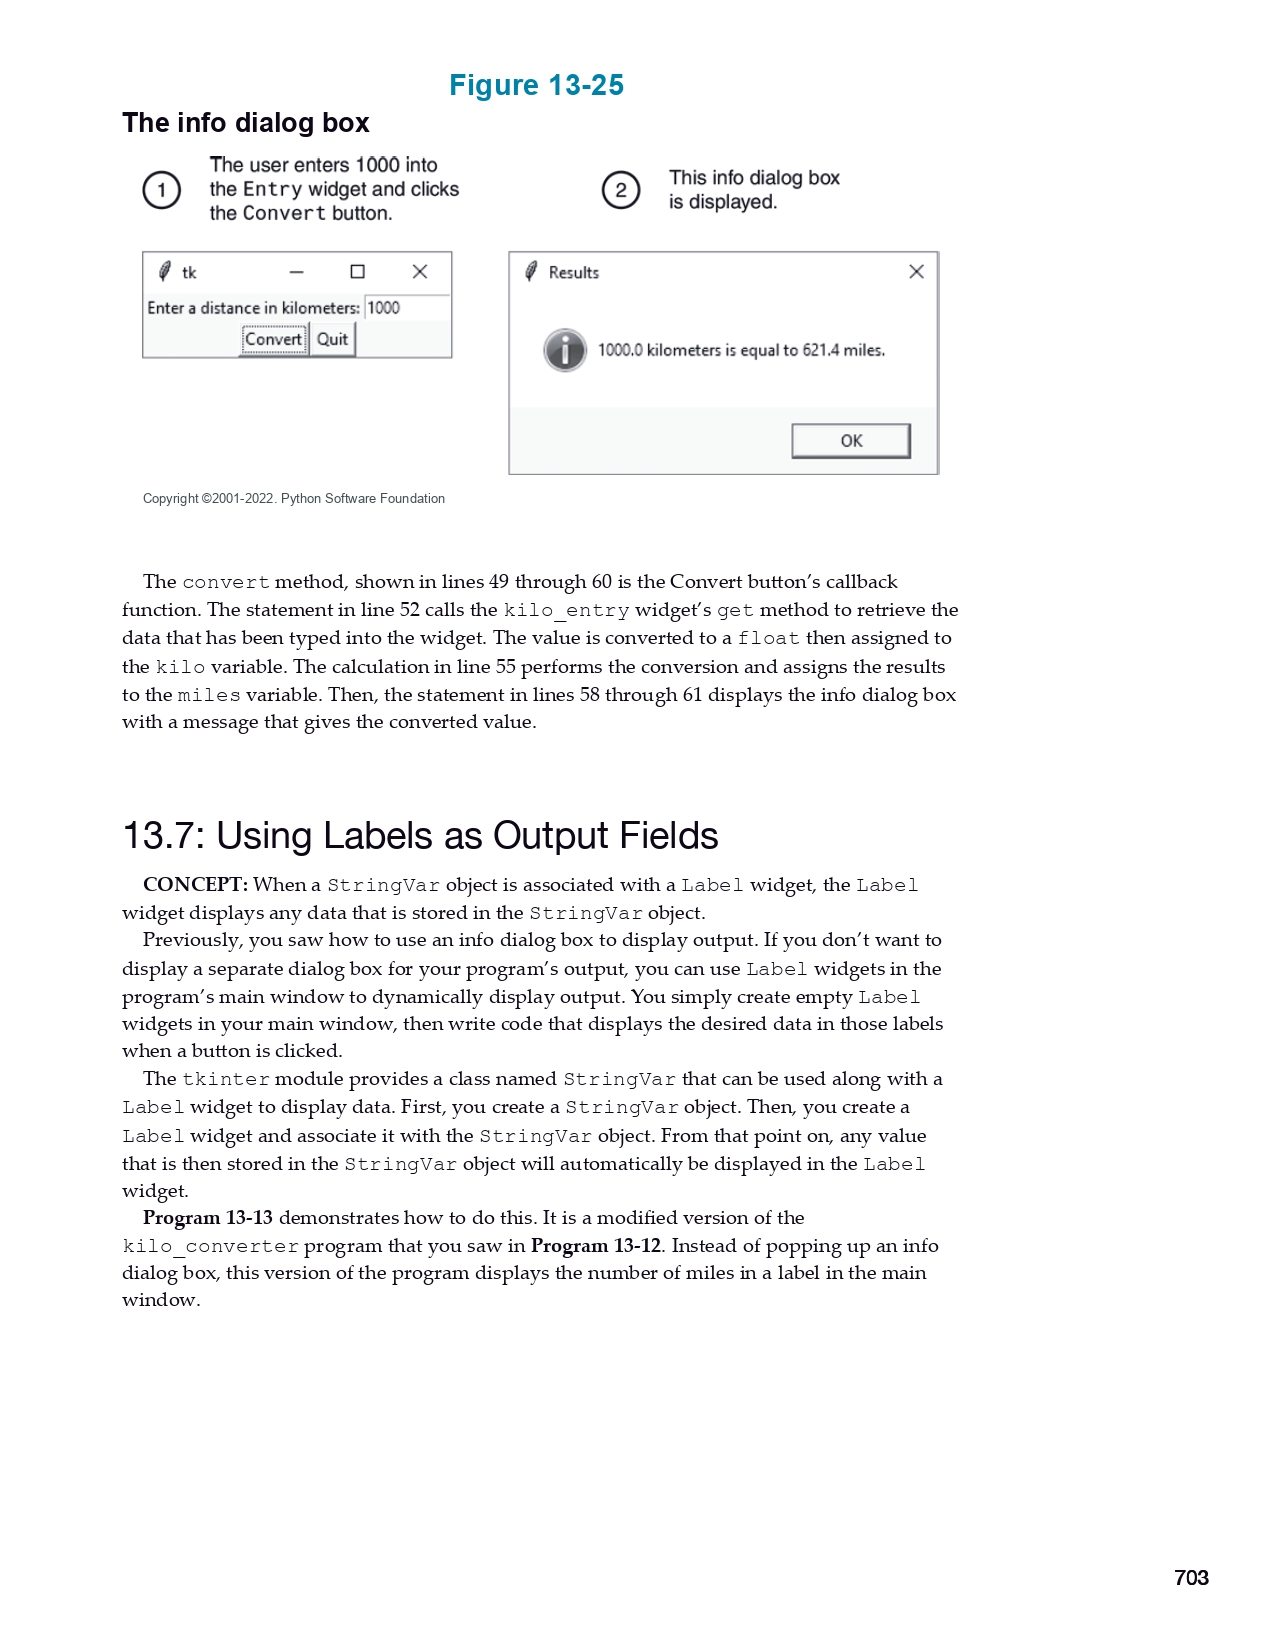 Figure 13-25
The info dialog box
1
The user enters 1000 into
the Entry widget and clicks
the Convert button.
2
This info dialog box
is displayed.
tk
Enter a distance in kilometers: 1000
Convert Quit
Results
1000.0 kilometers is equal to 621.4 miles.
OK
Copyright ©2001-2022. Python Software Foundation
The convert method, shown in lines 49 through 60 is the Convert button’s callback
function. The statement in line 52 calls the kilo_entry widget’s get method to retrieve the
data that has been typed into the widget. The value is converted to a float then assigned to
the kilo variable. The calculation in line 55 performs the conversion and assigns the results
to the miles variable. Then, the statement in lines 58 through 61 displays the info dialog box
with a message that gives the converted value.
13.7: Using Labels as Output Fields
CONCEPT: When a StringVar object is associated with a Label widget, the Label
widget displays any data that is stored in the StringVar object.
Previously, you saw how to use an info dialog box to display output. If you don’t want to
display a separate dialog box for your program’s output, you can use Label widgets in the
program’s main window to dynamically display output. You simply create empty Label
widgets in your main window, then write code that displays the desired data in those labels
when a button is clicked.
The tkinter module provides a class named StringVar that can be used along with a
Label widget to display data. First, you create a StringVar object. Then, you create a
Label widget and associate it with the StringVar object. From that point on, any value
that is then stored in the StringVar object will automatically be displayed in the Label
widget.
Program 13-13 demonstrates how to do this. It is a modified version of the
kilo_converter program that you saw in Program 13-12. Instead of popping up an info
dialog box, this version of the program displays the number of miles in a label in the main
window.
703